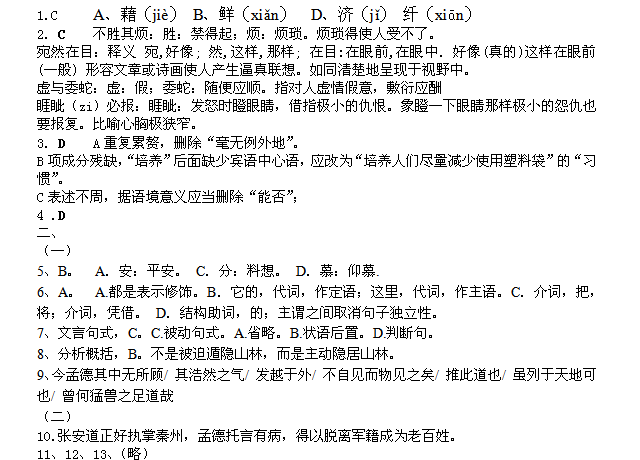 1.C A、藉（jiè） B、鲜（xiǎn） D、济（jǐ） 纤（xiān）
2. C 不胜其烦：胜：禁得起；烦：烦琐。烦琐得使人受不了。
宛然在目：释义 宛,好像; 然,这样,那样; 在目:在眼前,在眼中．好像(真的)这样在眼前
(一般) 形容文章或诗画使人产生逼真联想。如同清楚地呈现于视野中。
虚与委蛇：虚：假；委蛇：随便应顺。指对人虚情假意，敷衍应酬
睚眦（zì）必报：睚眦：发怒时瞪眼睛，借指极小的仇恨。象瞪一下眼睛那样极小的怨仇也
要报复。比喻心胸极狭窄。
3. D A 重复累赘，删除“毫无例外地”。
B 项成分残缺，“培养”后面缺少宾语中心语，应改为“培养人们尽量减少使用塑料袋”的“习
惯”。
C 表述不周，据语境意义应当删除“能否”；
4 .D
二、
（一）
5、B。 A．安：平安。 C．分：料想。 D．慕：仰慕.
6、A。 A.都是表示修饰。B．它的，代词，作定语；这里，代词，作主语。C．介词，把，
将；介词，凭借。 D．结构助词，的；主谓之间取消句子独立性。
7、文言句式，C。C.被动句式。A.省略。B.状语后置。D.判断句。
8、分析概括，B。不是被迫遁隐山林，而是主动隐居山林。
9、今孟德其中无所顾/ 其浩然之气/ 发越于外/ 不自见而物见之矣/ 推此道也/ 虽列于天地可
也/ 曾何猛兽之足道哉
（二）
10.张安道正好执掌秦州，孟德托言有病，得以脱离军籍成为老百姓。
11、12、13、（略）